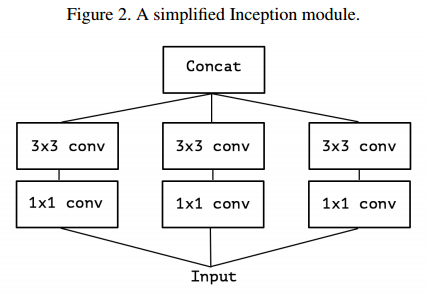 Figure 2. A simplified Inception module.
Concat
3x3 conv 3x3 conv 3x3 conv
1x1 conv 1x1 conv 1x1 conv
Input